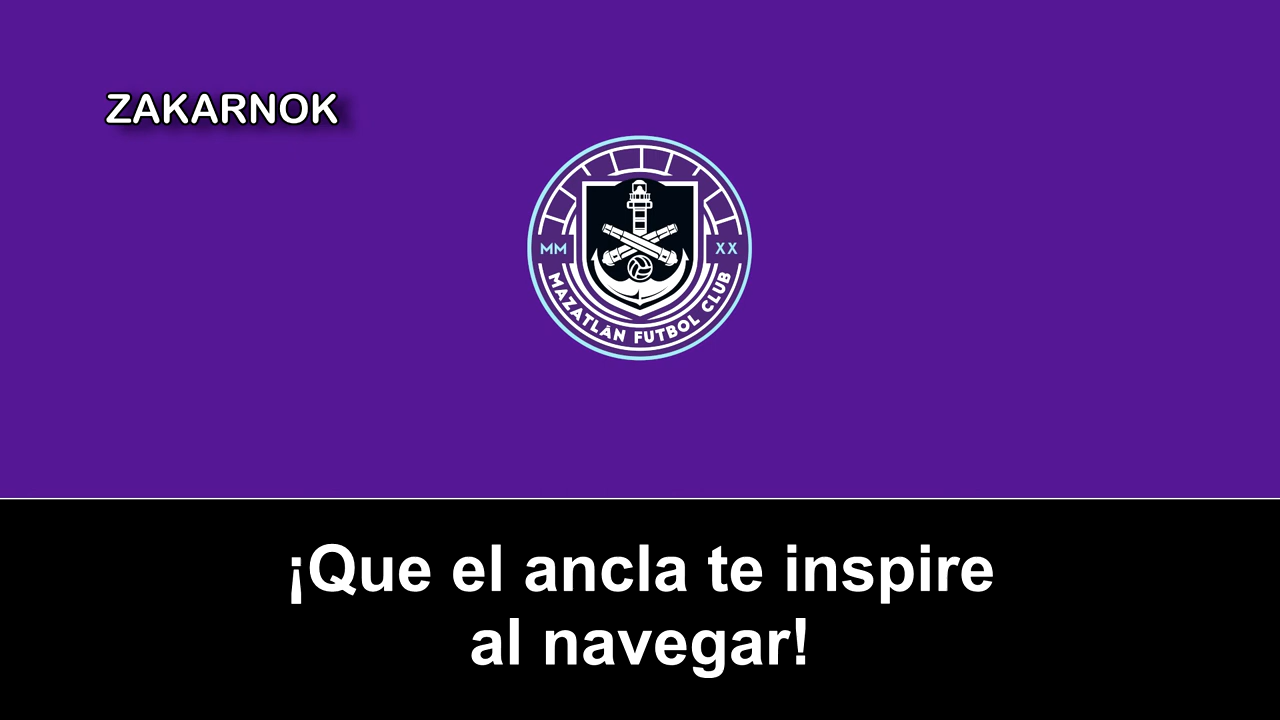 ZAKARNOK
MM XX
MAZATLÁN FUTBOL CLUB
¡Que el ancla te inspire
al navegar!